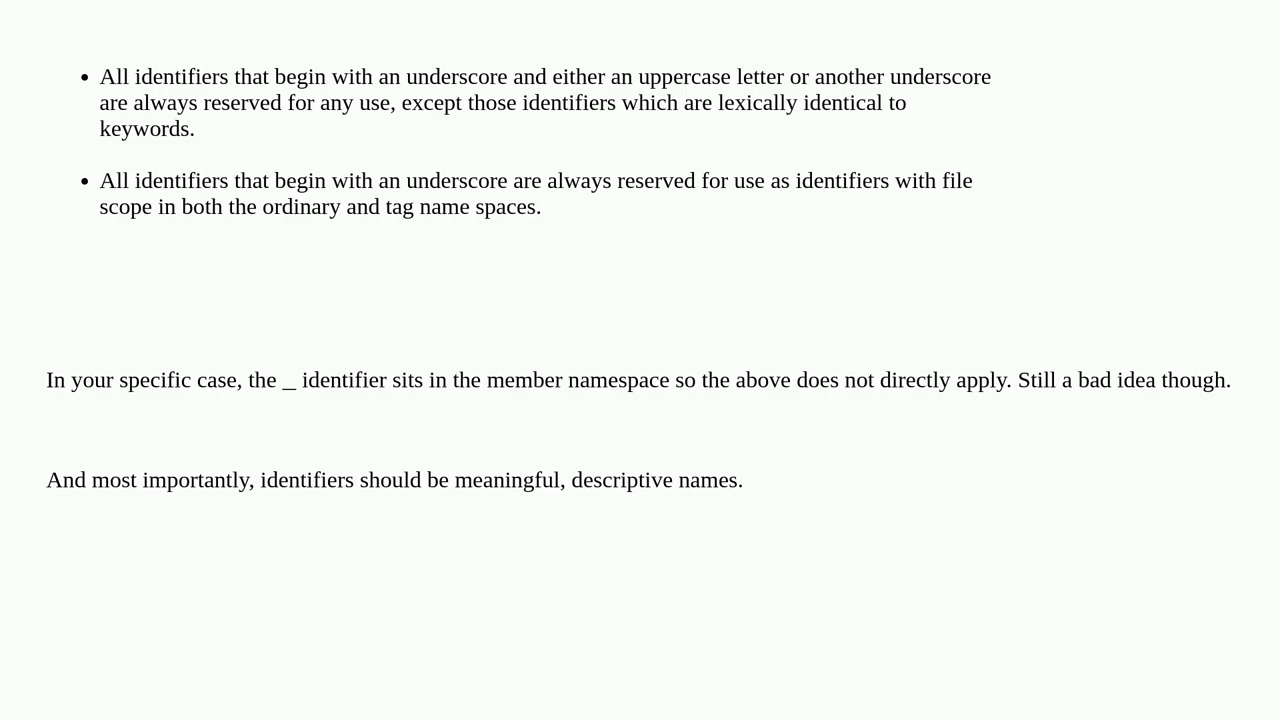 • All identifiers that begin with an underscore and either an uppercase letter or another underscore
are always reserved for any use, except those identifiers which are lexically identical to
keywords.
• All identifiers that begin with an underscore are always reserved for use as identifiers with file
scope in both the ordinary and tag name spaces.
In your specific case, the _ identifier sits in the member namespace so the above does not directly apply. Still a bad idea though.
And most importantly, identifiers should be meaningful, descriptive names.